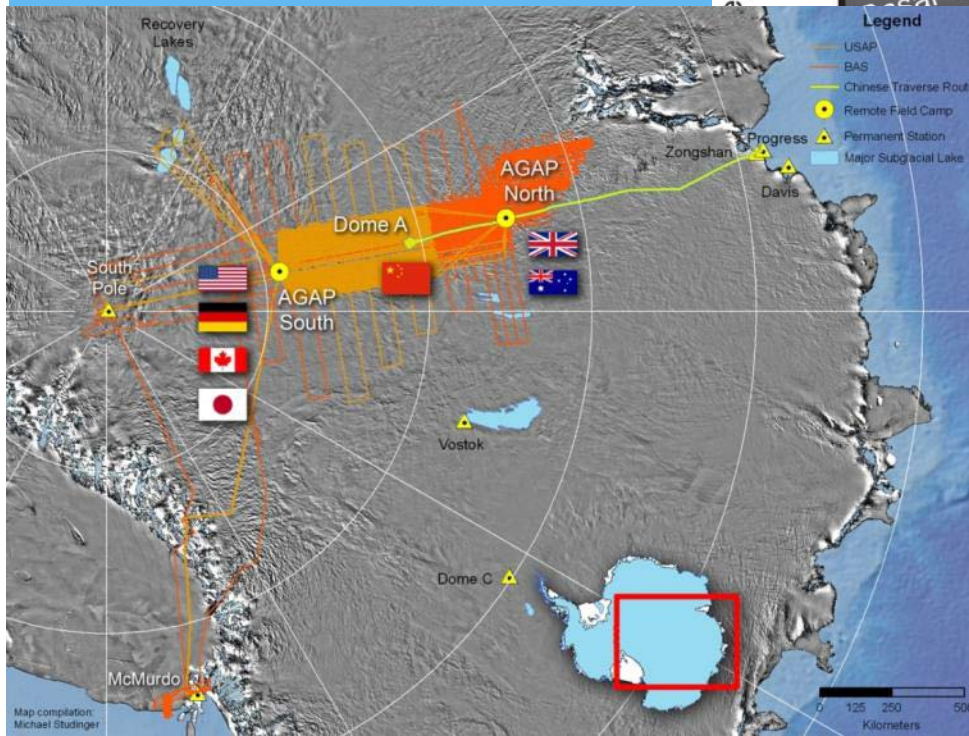 Recovery
Lakes
Legend
USAP
BAS
Chinese Traverse Rout
Remote Field Camp
Permanent Station
Major Subglacial Lake
Progress
Zongshan
Davis
AGAP
North
Dome A
South
Pole
AGAP
South
Vostok
Dome C
McMurdo
Map compilation:
Michael Studinger
0 125 250 500
Kilometers